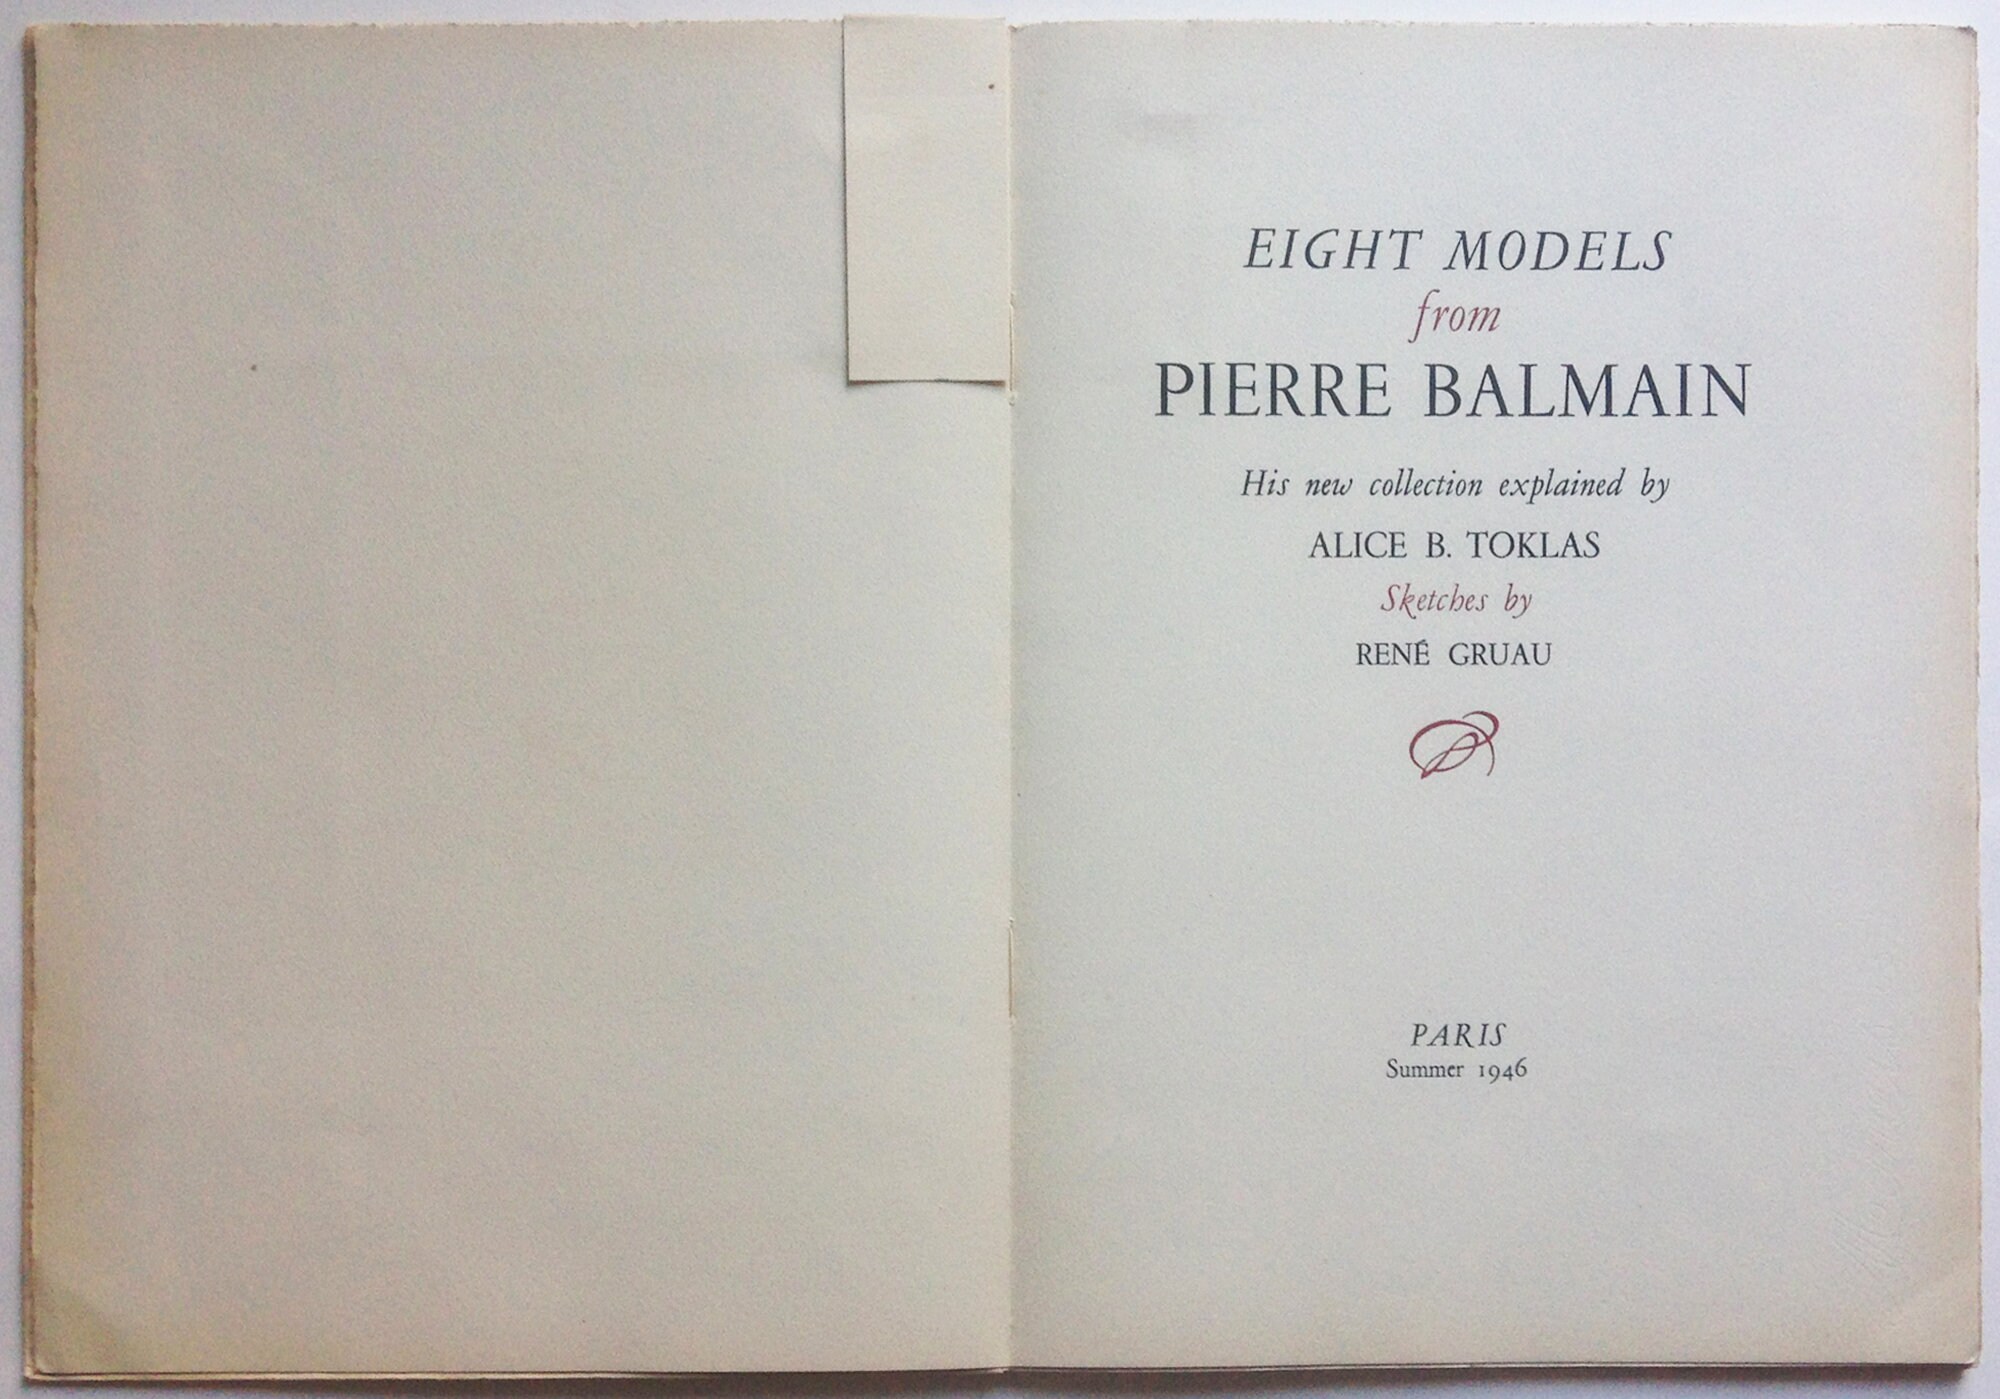 EIGHT MODELS
from
PIERRE BALMAIN
His new collection explained by
ALICE B. TOKLAS
Sketches by
RENÉ GRUAU
PARIS
Summer 1946